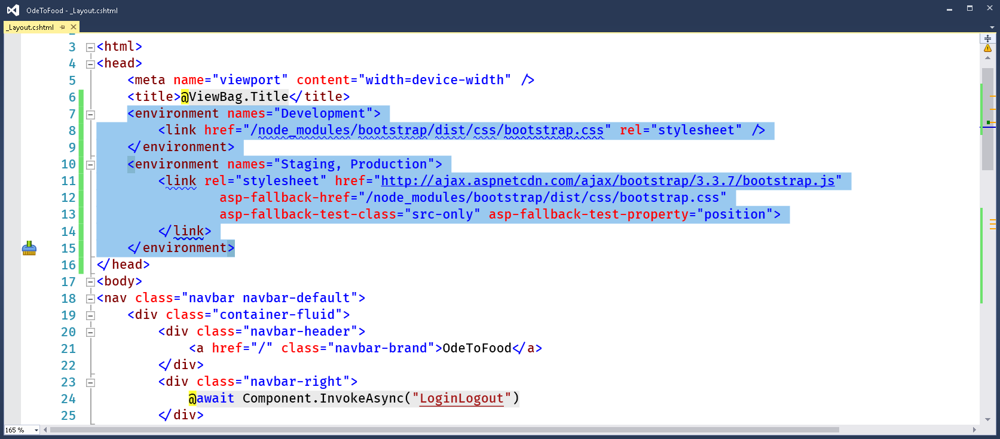 OdeToFood - _Layout.cshtml
_Layout.cshtml
3 <html>
4 <head>
5 <meta name="viewport" content="width=device-width" />
6 <title>@ViewBag.Title</title>
7 <environment names="Development">
8 <link href="/node_modules/bootstrap/dist/css/bootstrap.css" rel="stylesheet" />
9 </environment>
10 <environment names="Staging, Production">
11 <link rel="stylesheet" href="http://ajax.aspnetcdn.com/ajax/bootstrap/3.3.7/bootstrap.js"
12 asp-fallback-href="/node_modules/bootstrap/dist/css/bootstrap.css"
13 asp-fallback-test-class="src-only" asp-fallback-test-property="position">
14 </link>
15 </environment>
16 </head>
17 <body>
18 <nav class="navbar navbar-default">
19 <div class="container-fluid">
20 <div class="navbar-header">
21 <a href="/" class="navbar-brand">OdeToFood</a>
22 </div>
23 <div class="navbar-right">
24 @await Component.InvokeAsync("LoginLogout")
25 </div>
165 %